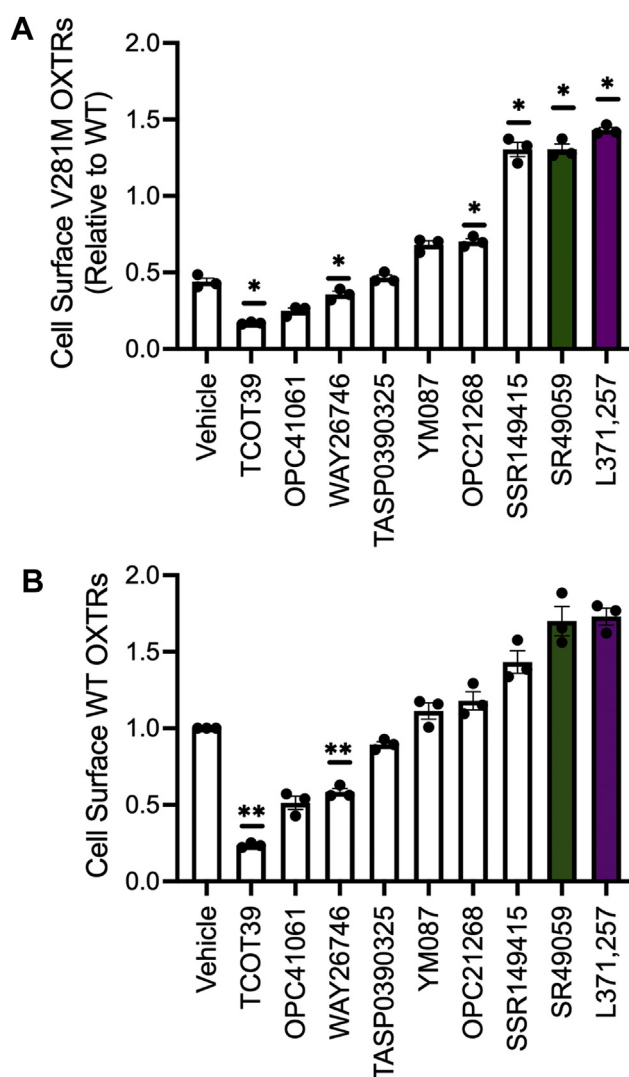 A
Cell Surface V281M OXTRs
(Relative to WT)
2.0
1.5
1.0
0.5
0.0
*
*
*
*
*
*
Vehicle
TCOT39
OPC41061
WAY26746
TASP0390325
YM087
OPC21268
SSR149415
SR49059
L371,257
B
Cell Surface WT OXTRs
2.0
1.5
1.0
0.5
0.0
**
**
Vehicle
TCOT39
OPC41061
WAY26746
TASP0390325
YM087
OPC21268
SSR149415
SR49059
L371,257